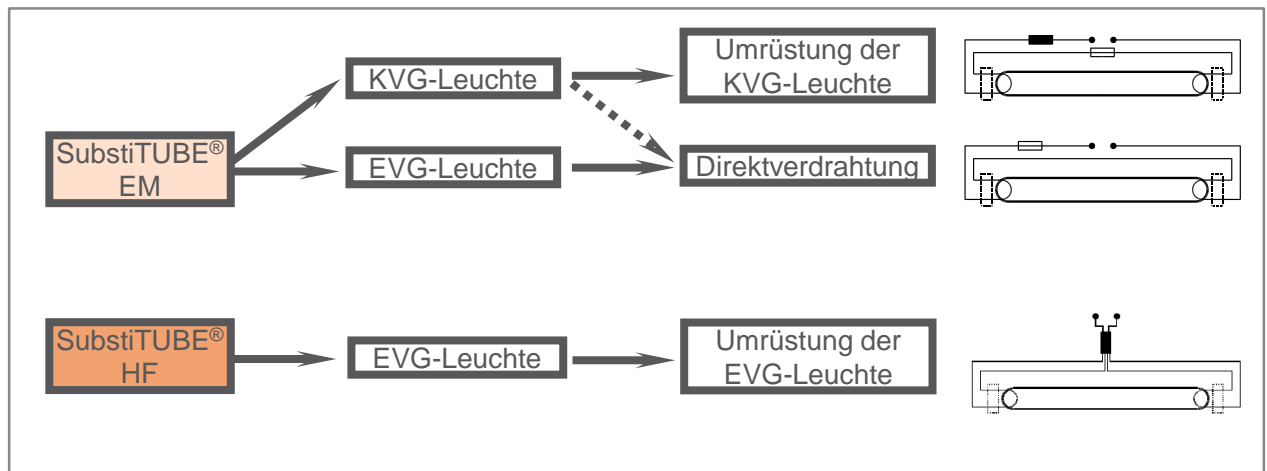 KVG-Leuchte
Umrüstung der
KVG-Leuchte
SubstiTUBE®
EM
EVG-Leuchte
Direktverdrahtung
SubstiTUBE®
HF
EVG-Leuchte
Umrüstung der
EVG-Leuchte